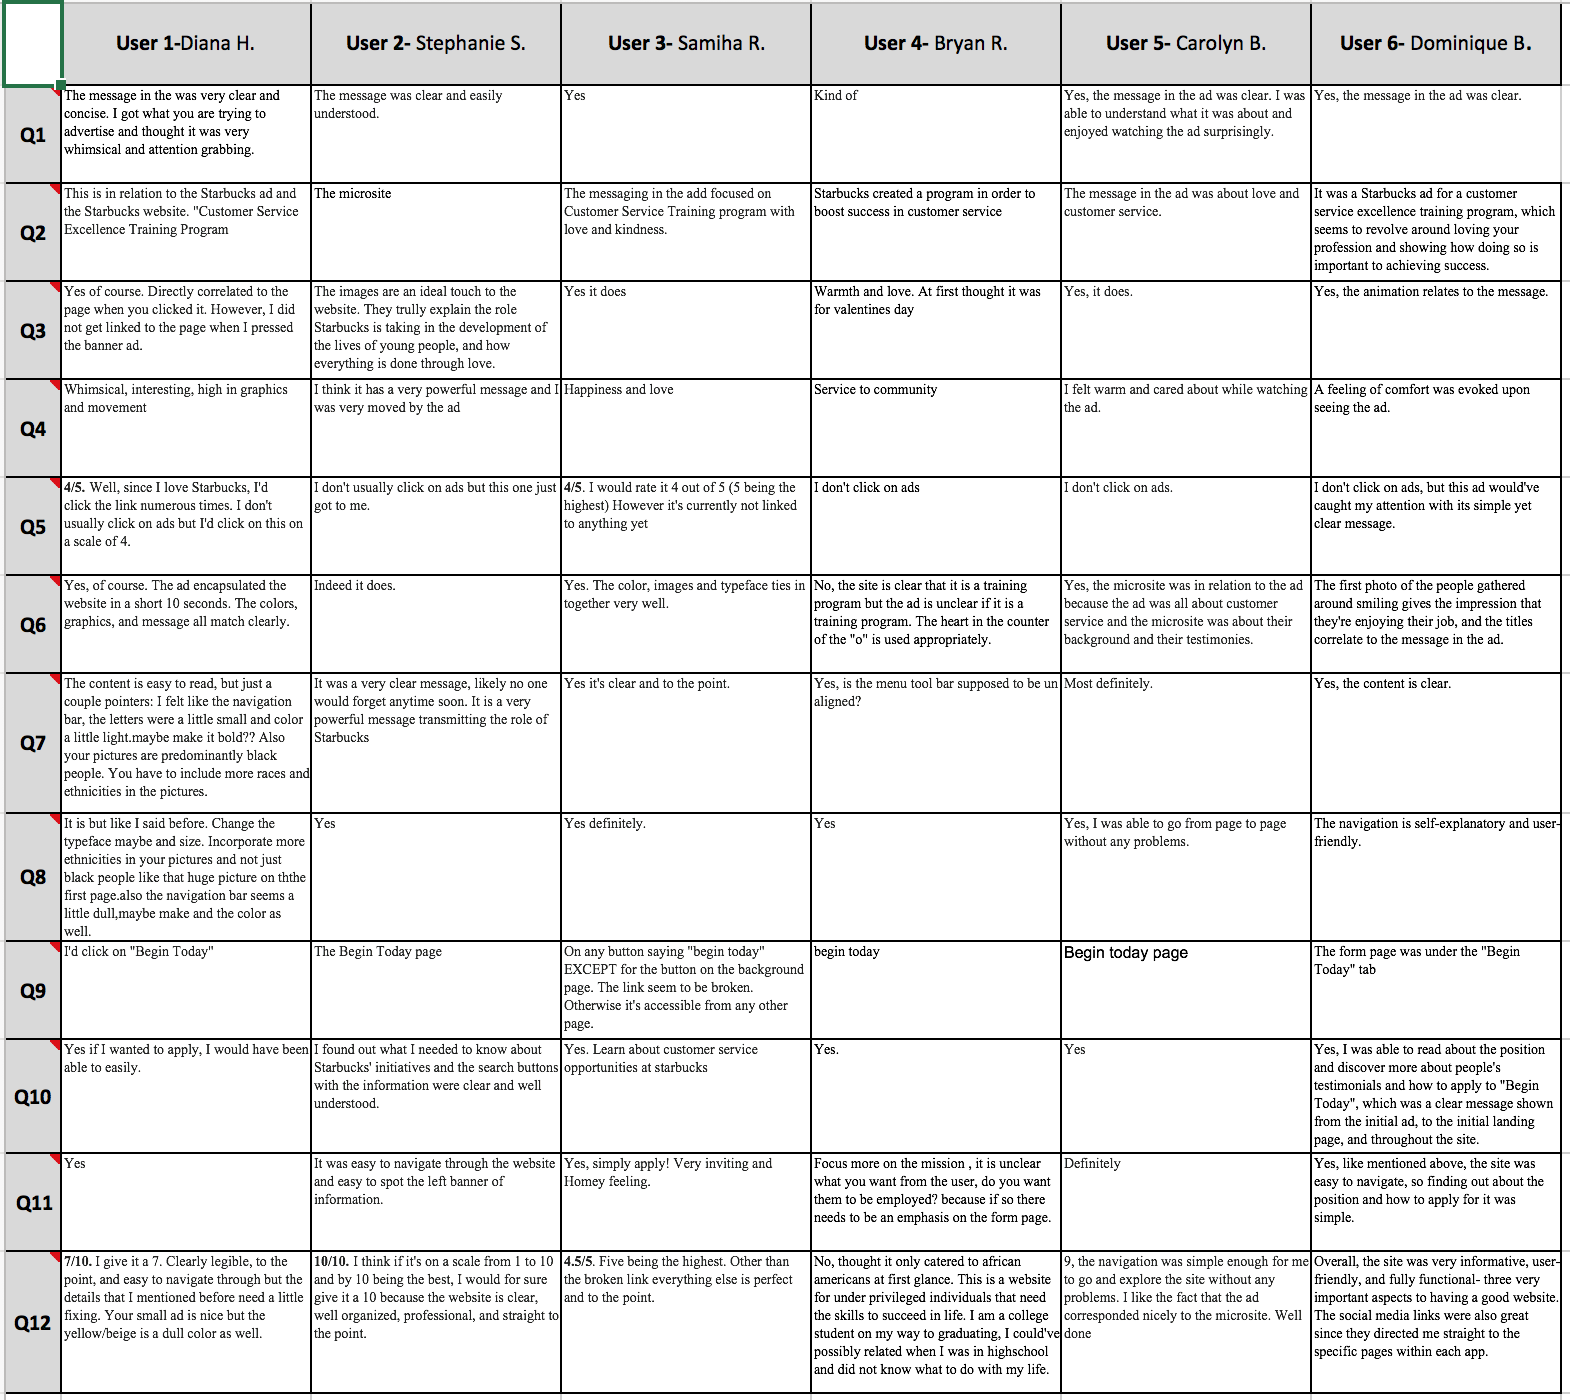 User 1-Diana H.
User 2- Stephanie S.
User 3- Samiha R.
User 4- Bryan R.
User 5- Carolyn B.
User 6- Dominique B.
Q1
The message in the was very clear and
concise. I got what you are trying to
advertise and thought it was very
whimsical and attention grabbing.
The message was clear and easily
understood.
Yes
Kind of
Yes, the message in the ad was clear. I was
able to understand what it was about and
enjoyed watching the ad surprisingly.
Yes, the message in the ad was clear.
Q2
This is in relation to the Starbucks ad and
the Starbucks website. "Customer Service
Excellence Training Program
The microsite
The messaging in the add focused on
Customer Service Training program with
love and kindness.
Starbucks created a program in order to
boost success in customer service
The message in the ad was about love and
customer service.
It was a Starbucks ad for a customer
service excellence training program, which
seems to revolve around loving your
profession and showing how doing so is
important to achieving success.
Q3
Yes of course. Directly correlated to the
page when you clicked it. However, I did
not get linked to the page when I pressed
the banner ad.
The images are an ideal touch to the
website. They trully explain the role
Starbucks is taking in the development of
the lives of young people, and how
everything is done through love.
Yes it does
Warmth and love. At first thought it was
for valentines day
Yes, it does.
Yes, the animation relates to the message.
Q4
Whimsical, interesting, high in graphics
and movement
I think it has a very powerful message and I
was very moved by the ad
Happiness and love
Service to community
I felt warm and cared about while watching
the ad.
A feeling of comfort was evoked upon
seeing the ad.
Q5
4/5. Well, since I love Starbucks, I'd
click the link numerous times. I don't
usually click on ads but I'd click on this on
a scale of 4.
I don't usually click on ads but this one just
got to me.
4/5. I would rate it 4 out of 5 (5 being the
highest) However it's currently not linked
to anything yet
I don't click on ads
I don't click on ads.
I don't click on ads, but this ad would've
caught my attention with its simple yet
clear message.
Q6
Yes, of course. The ad encapsulated the
website in a short 10 seconds. The colors,
graphics, and message all match clearly.
Indeed it does.
Yes. The color, images and typeface ties in
together very well.
No, the site is clear that it is a training
program but the ad is unclear if it is a
training program. The heart in the counter
of the "o" is used appropriately.
Yes, the microsite was in relation to the ad
because the ad was all about customer
service and the microsite was about their
background and their testimonies.
The first photo of the people gathered
around smiling gives the impression that
they're enjoying their job, and the titles
correlate to the message in the ad.
Q7
The content is easy to read, but just a
couple pointers: I felt like the navigation
bar, the letters were a little small and color
a little light.maybe make it bold?? Also
your pictures are predominantly black
people. You have to include more races and
ethnicities in the pictures.
It was a very clear message, likely no one
would forget anytime soon. It is a very
powerful message transmitting the role of
Starbucks
Yes it's clear and to the point.
Yes, is the menu tool bar supposed to be un
aligned?
Most definitely.
Yes, the content is clear.
Q8
It is but like I said before. Change the
typeface maybe and size. Incorporate more
ethnicities in your pictures and not just
black people like that huge picture on ththe
first page.also the navigation bar seems a
little dull,maybe make and the color as
well.
Yes
Yes definitely.
Yes
Yes, I was able to go from page to page
without any problems.
The navigation is self-explanatory and user-
friendly.
Q9
I'd click on "Begin Today"
The Begin Today page
On any button saying "begin today"
EXCEPT for the button on the background
page. The link seem to be broken.
Otherwise it's accessible from any other
page.
begin today
Begin today page
The form page was under the "Begin
Today" tab
Q10
Yes if I wanted to apply, I would have been
able to easily.
I found out what I needed to know about
Starbucks' initiatives and the search buttons
with the information were clear and well
understood.
Yes. Learn about customer service
opportunities at starbucks
Yes.
Yes
Yes, I was able to read about the position
and discover more about people's
testimonials and how to apply to "Begin
Today", which was a clear message shown
from the initial ad, to the initial landing
page, and throughout the site.
Q11
Yes
It was easy to navigate through the website
and easy to spot the left banner of
information.
Yes, simply apply! Very inviting and
Homey feeling.
Focus more on the mission , it is unclear
what you want from the user, do you want
them to be employed? because if so there
needs to be an emphasis on the form page.
Definitely
Yes, like mentioned above, the site was
easy to navigate, so finding out about the
position and how to apply for it was
simple.
Q12
7/10. I give it a 7. Clearly legible, to the
point, and easy to navigate through but the
details that I mentioned before need a little
fixing. Your small ad is nice but the
yellow/beige is a dull color as well.
10/10. I think if it's on a scale from 1 to 10
and by 10 being the best, I would for sure
give it a 10 because the website is clear,
well organized, professional, and straight to
the point.
4.5/5. Five being the highest. Other than
the broken link everything else is perfect
and to the point.
No, thought it only catered to african
americans at first glance. This is a website
for under privileged individuals that need
the skills to succeed in life. I am a college
student on my way to graduating, I could've
possibly related when I was in highschool
and did not know what to do with my life.
9, the navigation was simple enough for me
to go and explore the site without any
problems. I like the fact that the ad
corresponded nicely to the microsite. Well
done
Overall, the site was very informative, user-
friendly, and fully functional- three very
important aspects to having a good website.
The social media links were also great
since they directed me straight to the
specific pages within each app.